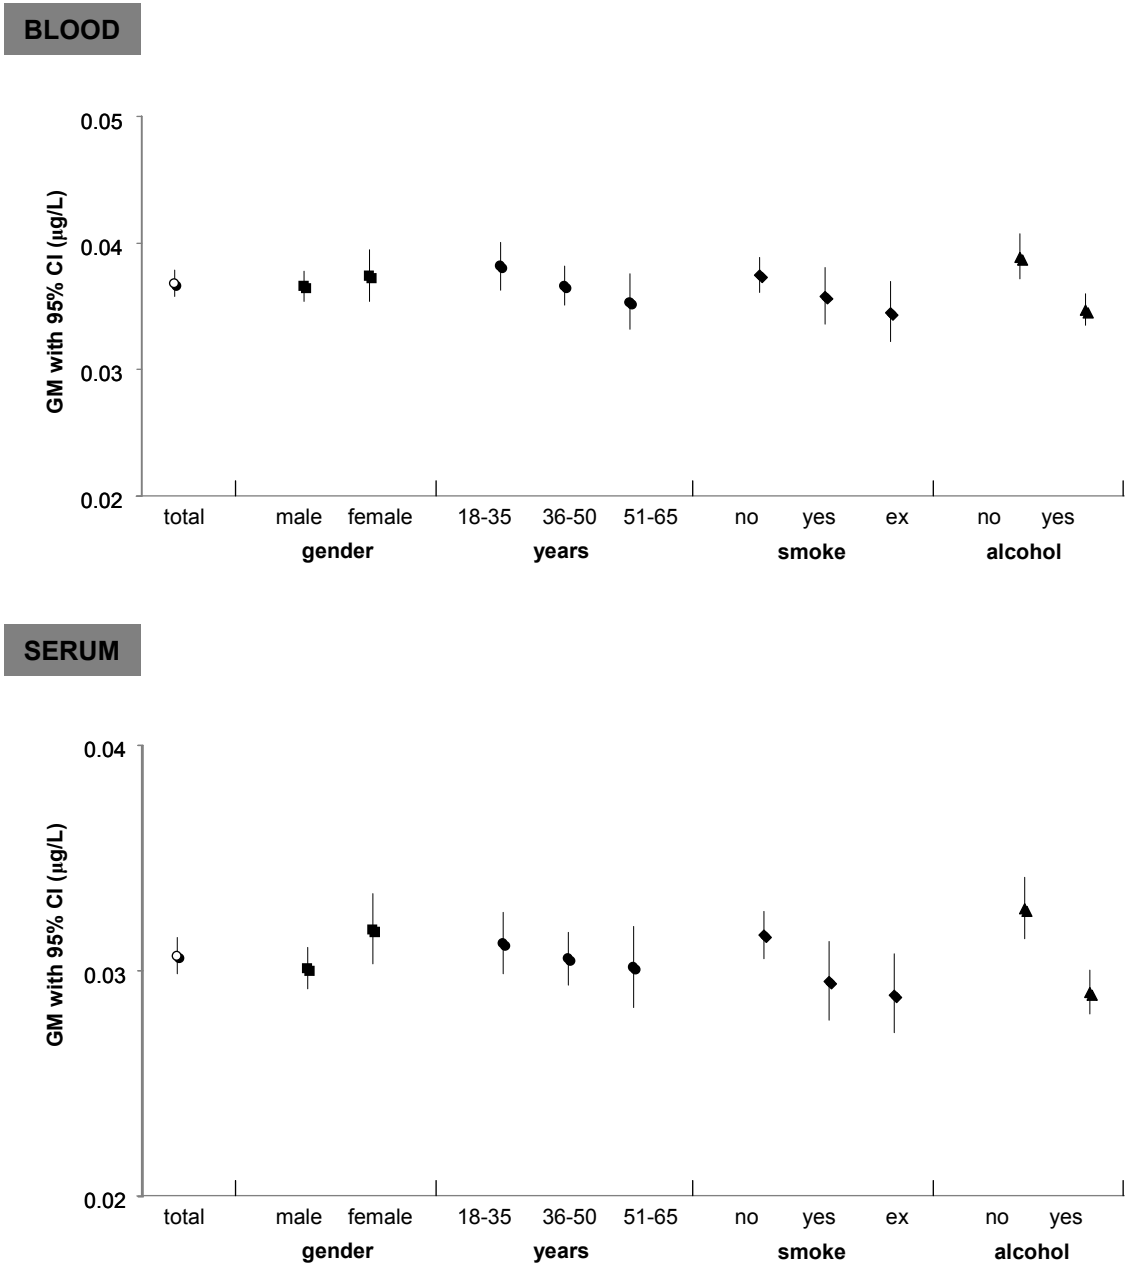 BLOOD
0.05
0.04
0.03
0.02
GM with 95% CI (µg/L)
total male female 18-35 36-50 51-65 no yes ex no yes
gender years smoke alcohol
SERUM
0.04
0.03
0.02
GM with 95% CI (µg/L)
total male female 18-35 36-50 51-65 no yes ex no yes
gender years smoke alcohol